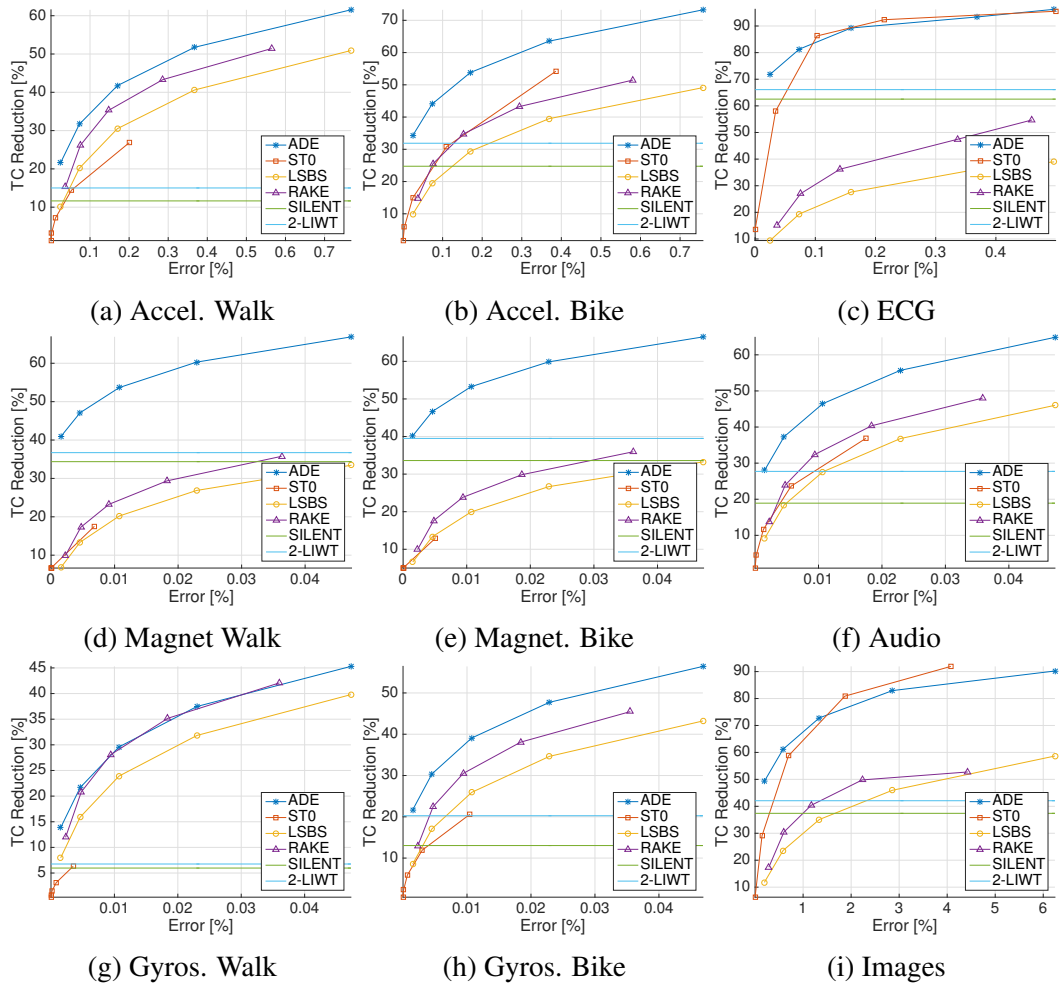 TC Reduction [%]
60
50
40
30
20
10
0.1 0.2 0.3 0.4 0.5 0.6 0.7
Error [%]
ADE
ST0
LSBS
RAKE
SILENT
2-LIWT
(a) Accel. Walk
TC Reduction [%]
70
60
50
40
30
20
10
0.1 0.2 0.3 0.4 0.5 0.6 0.7
Error [%]
ADE
ST0
LSBS
RAKE
SILENT
2-LIWT
(b) Accel. Bike
TC Reduction [%]
90
80
70
60
50
40
30
20
10
0 0.1 0.2 0.3 0.4
Error [%]
ADE
ST0
LSBS
RAKE
SILENT
2-LIWT
(c) ECG
TC Reduction [%]
60
50
40
30
20
10
0 0.01 0.02 0.03 0.04
Error [%]
ADE
ST0
LSBS
RAKE
SILENT
2-LIWT
(d) Magnet Walk
TC Reduction [%]
60
50
40
30
20
10
0 0.01 0.02 0.03 0.04
Error [%]
ADE
ST0
LSBS
RAKE
SILENT
2-LIWT
(e) Magnet. Bike
TC Reduction [%]
60
50
40
30
20
10
0.01 0.02 0.03 0.04
Error [%]
ADE
ST0
LSBS
RAKE
SILENT
2-LIWT
(f) Audio
TC Reduction [%]
45
40
35
30
25
20
15
10
5
0.01 0.02 0.03 0.04
Error [%]
ADE
ST0
LSBS
RAKE
SILENT
2-LIWT
(g) Gyros. Walk
TC Reduction [%]
50
40
30
20
10
0.01 0.02 0.03 0.04
Error [%]
ADE
ST0
LSBS
RAKE
SILENT
2-LIWT
(h) Gyros. Bike
TC Reduction [%]
90
80
70
60
50
40
30
20
10
1 2 3 4 5 6
Error [%]
ADE
ST0
LSBS
RAKE
SILENT
2-LIWT
(i) Images